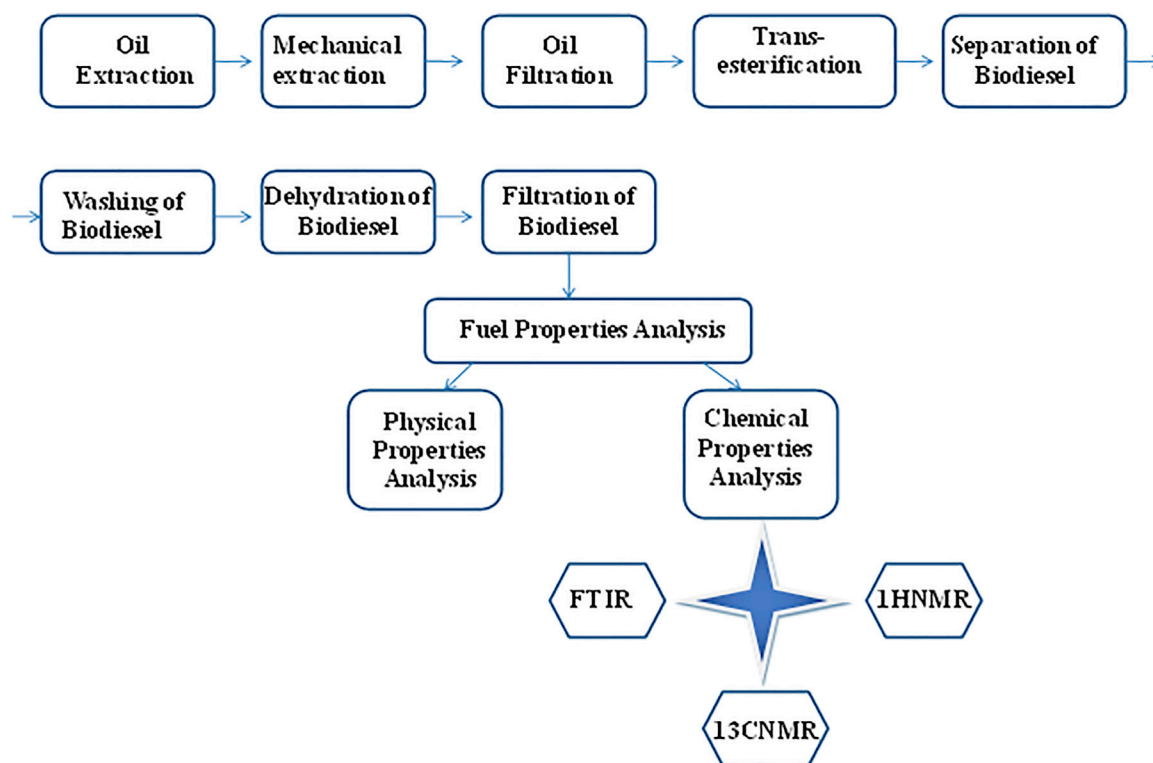 Oil
Extraction
Mechanical
extraction
Oil
Filtration
Trans-
esterification
Separation of
Biodiesel
Washing of
Biodiesel
Dehydration of
Biodiesel
Filtration of
Biodiesel
Fuel Properties Analysis
Physical
Properties
Analysis
Chemical
Properties
Analysis
FTIR
1HNMR
13CNMR